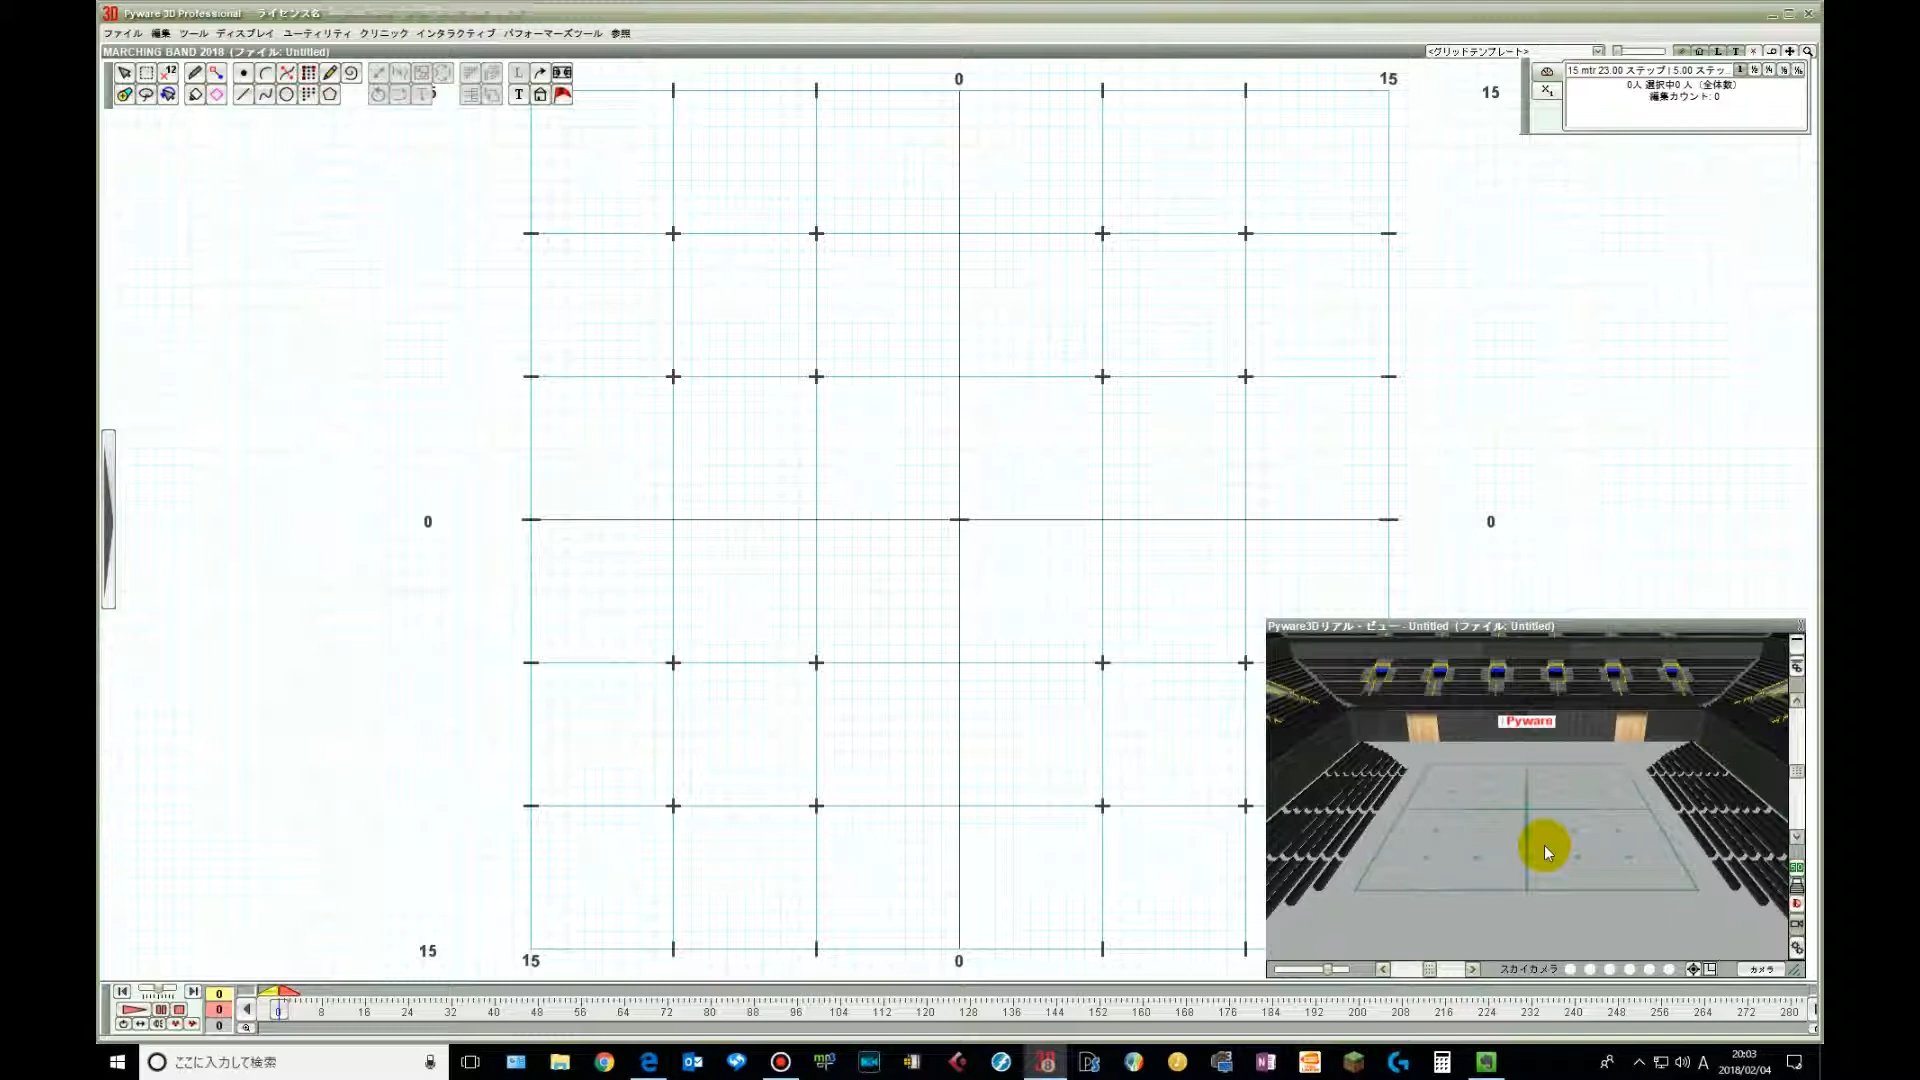 3D Pyware 3D Professional ライセンス名
ファイル 編集 ツール ディスプレイ ユーティリティ クリニック インタラクティブ パフォーマーズツール 参照
MARCHING BAND 2018 (ファイル: Untitled)
<グリッドテンプレート>
15 mtr 23.00 ステップ | 5.00 ステッ...
0人 選択中0 人 (全体数)
編集カウント: 0
0 15
15
0 0
Pyware3Dリアル・ビュー - Untitled (ファイル: Untitled)
Pyware
15
15 0
スカイカメラ カメラ
0
0
0
0 8 16 24 32 40 48 56 64 72 80 88 96 104 112 120 128 136 144 152 160 168 176 184 192 200 208 216 224 232 240 248 256 264 272 280
ここに入力して検索
A
20:03
2018/02/04